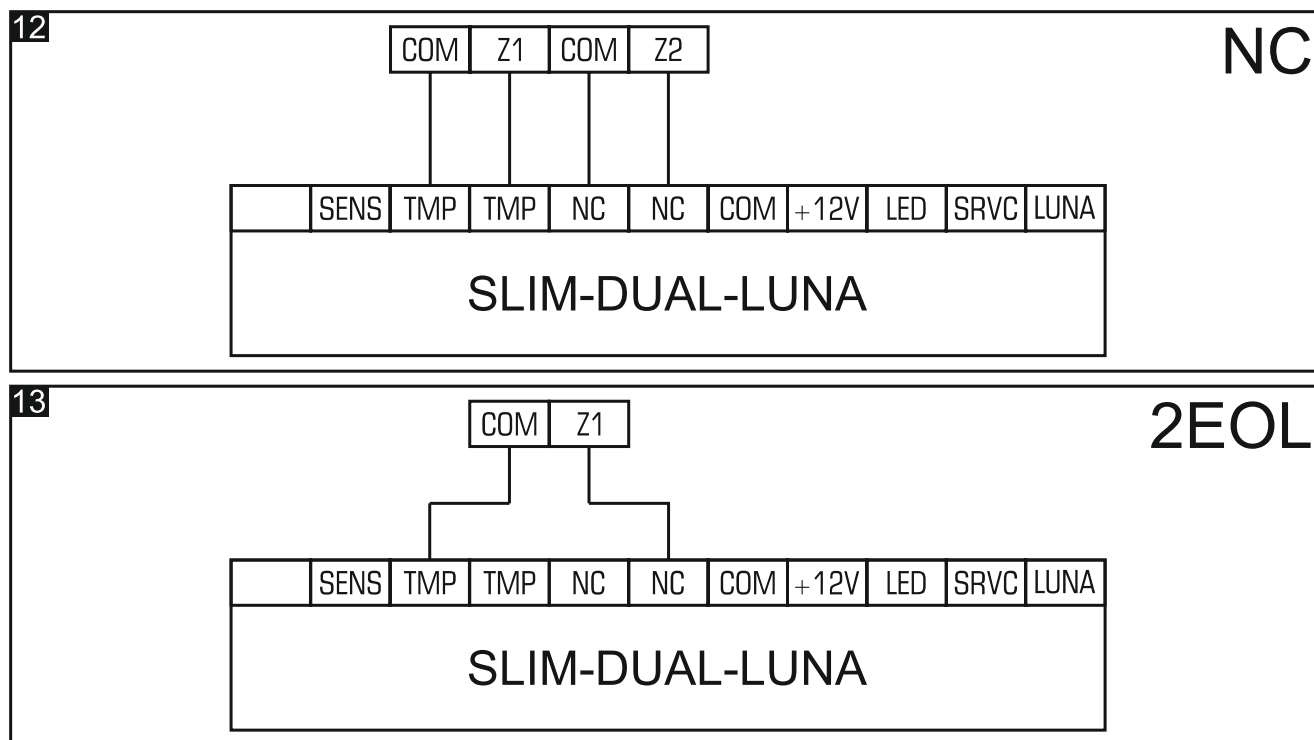 12
NC
COM Z1 COM Z2
SENS TMP TMP NC NC COM +12V LED SRVC LUNA
SLIM-DUAL-LUNA
13
2EOL
COM Z1
SENS TMP TMP NC NC COM +12V LED SRVC LUNA
SLIM-DUAL-LUNA